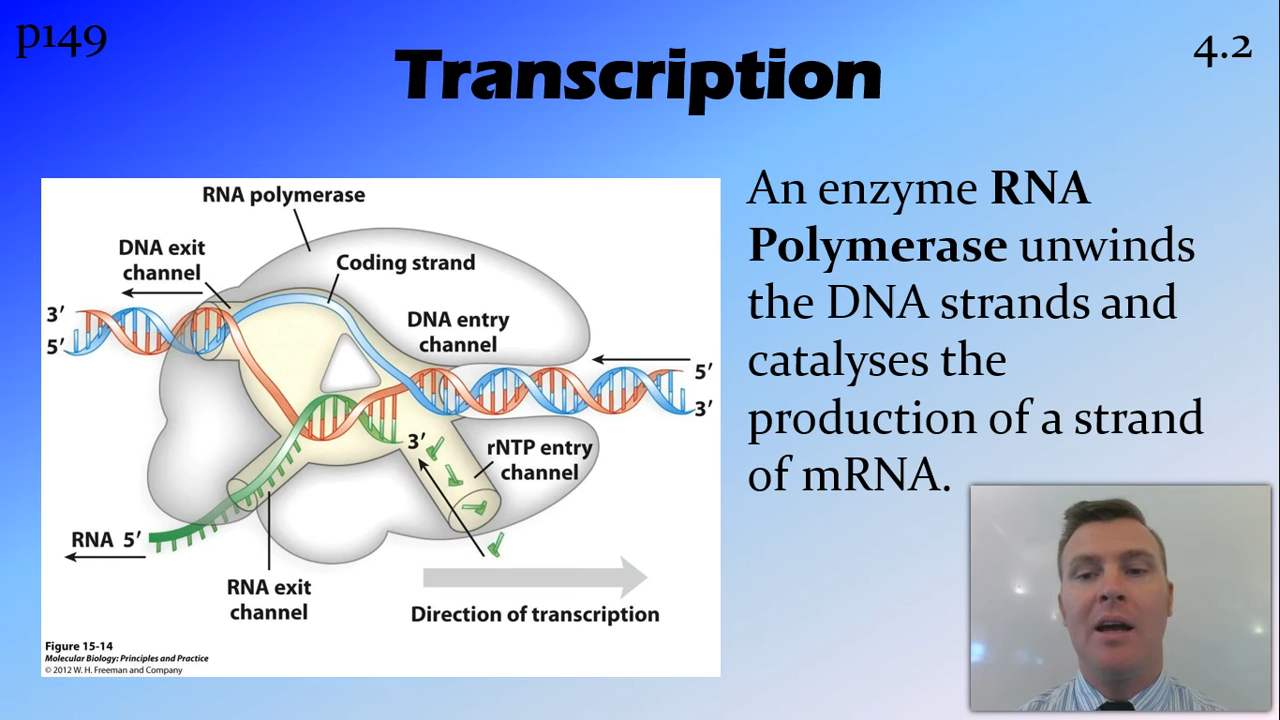 p149
4.2
Transcription
RNA polymerase
DNA exit
channel
Coding strand
DNA entry
channel
3′
5′
5′
3′
3′
rNTP entry
channel
RNA 5′
RNA exit
channel
Direction of transcription
Figure 15-14
Molecular Biology: Principles and Practice
© 2012 W. H. Freeman and Company
An enzyme RNA
Polymerase unwinds
the DNA strands and
catalyses the
production of a strand
of mRNA.